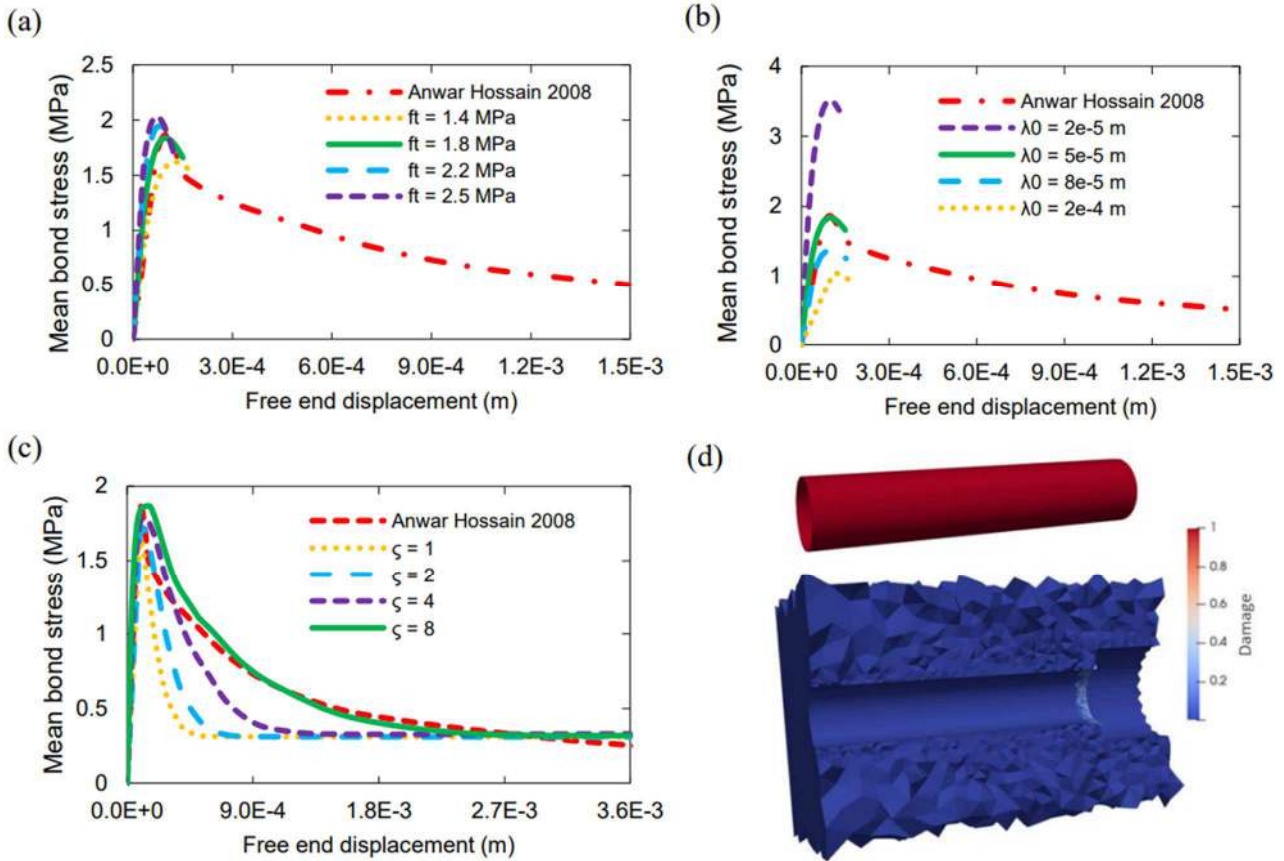 (a)
Mean bond stress (MPa)
2.5
2
1.5
1
0.5
0
Anwar Hossain 2008
ft = 1.4 MPa
ft = 1.8 MPa
ft = 2.2 MPa
ft = 2.5 MPa
0.0E+0 3.0E-4 6.0E-4 9.0E-4 1.2E-3 1.5E-3
Free end displacement (m)
(b)
Mean bond stress (MPa)
4
3
2
1
0
Anwar Hossain 2008
λ0 = 2e-5 m
λ0 = 5e-5 m
λ0 = 8e-5 m
λ0 = 2e-4 m
0.0E+0 3.0E-4 6.0E-4 9.0E-4 1.2E-3 1.5E-3
Free end displacement (m)
(c)
Mean bond stress (MPa)
2
1.5
1
0.5
0
Anwar Hossain 2008
ς = 1
ς = 2
ς = 4
ς = 8
0.0E+0 9.0E-4 1.8E-3 2.7E-3 3.6E-3
Free end displacement (m)
(d)
1
0.8
0.6
0.4
0.2
Damage